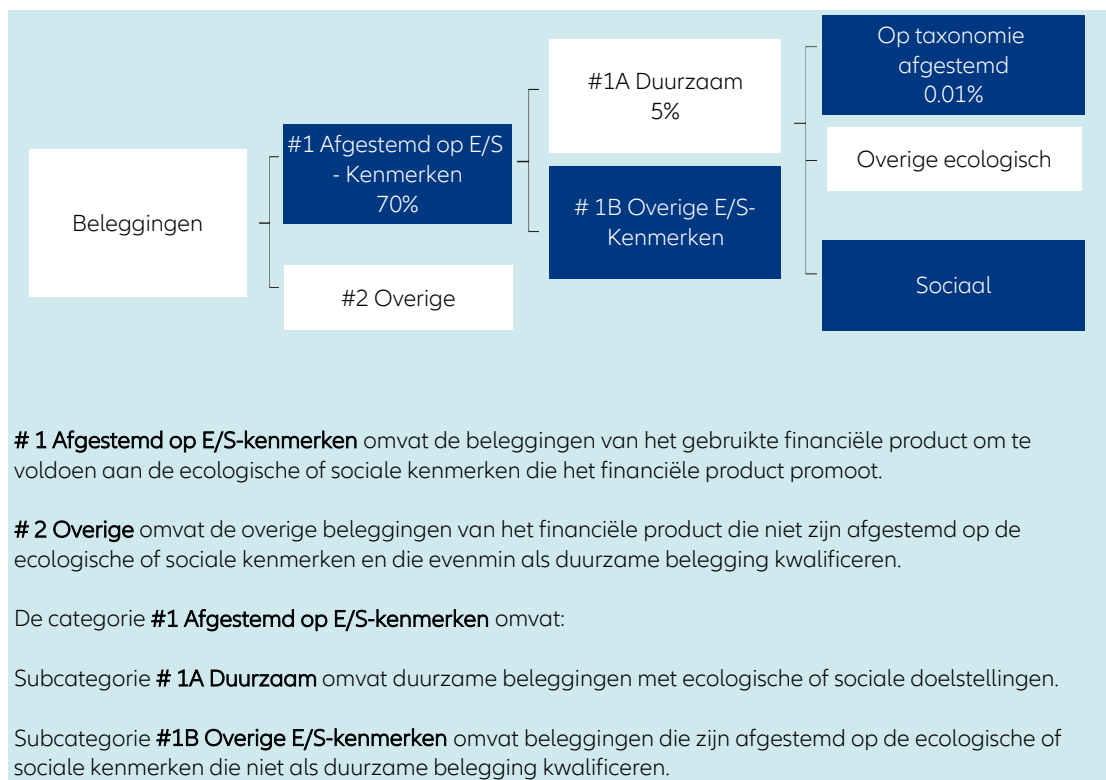 Beleggingen
#1 Afgestemd op E/S
- Kenmerken
70%
#2 Overige
#1A Duurzaam
5%
# 1B Overige E/S-
Kenmerken
Op taxonomie
afgestemd
0.01%
Overige ecologisch
Sociaal
# 1 Afgestemd op E/S-kenmerken omvat de beleggingen van het gebruikte financiële product om te
voldoen aan de ecologische of sociale kenmerken die het financiële product promoot.
# 2 Overige omvat de overige beleggingen van het financiële product die niet zijn afgestemd op de
ecologische of sociale kenmerken en die evenmin als duurzame belegging kwalificeren.
De categorie #1 Afgestemd op E/S-kenmerken omvat:
Subcategorie # 1A Duurzaam omvat duurzame beleggingen met ecologische of sociale doelstellingen.
Subcategorie #1B Overige E/S-kenmerken omvat beleggingen die zijn afgestemd op de ecologische of
sociale kenmerken die niet als duurzame belegging kwalificeren.